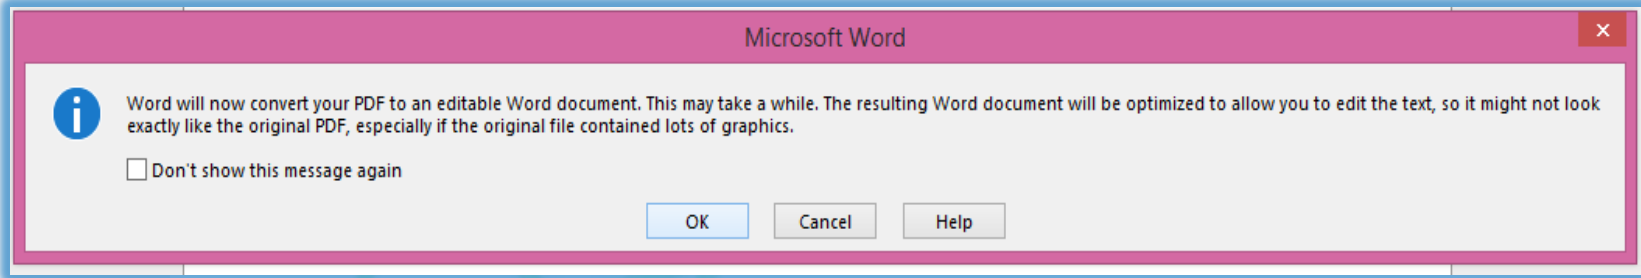 Microsoft Word
Word will now convert your PDF to an editable Word document. This may take a while. The resulting Word document will be optimized to allow you to edit the text, so it might not look
exactly like the original PDF, especially if the original file contained lots of graphics.
Don't show this message again
OK Cancel Help